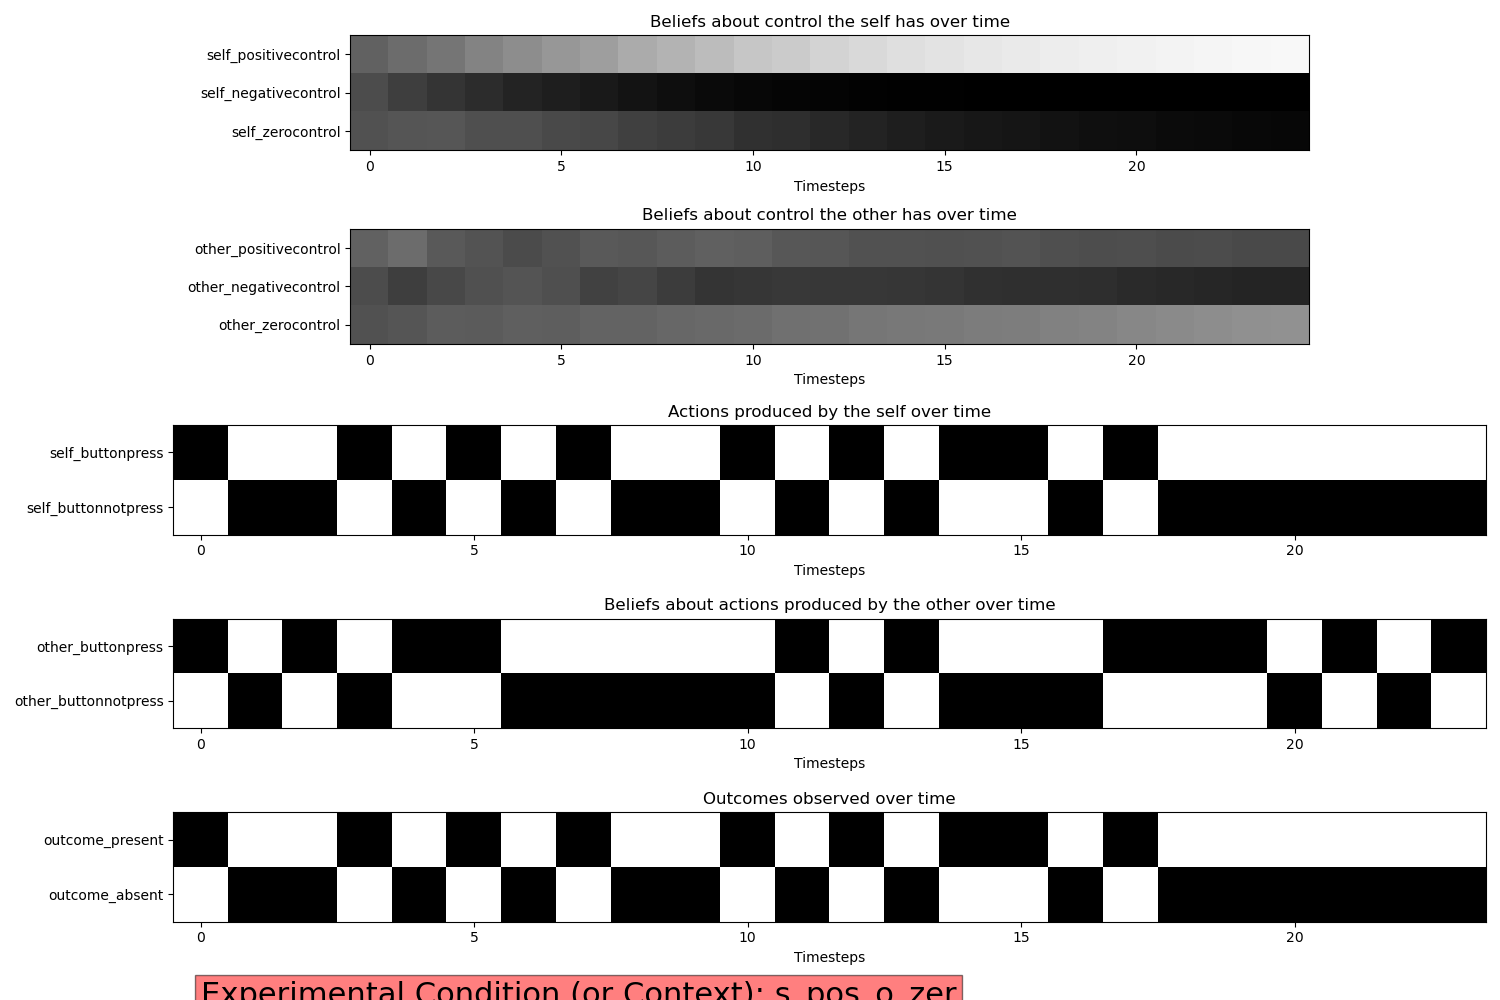 Beliefs about control the self has over time
self_positivecontrol
self_negativecontrol
self_zerocontrol
0 5 10 15 20
Timesteps
Beliefs about control the other has over time
other_positivecontrol
other_negativecontrol
other_zerocontrol
0 5 10 15 20
Timesteps
Actions produced by the self over time
self_buttonpress
self_buttonnotpress
0 5 10 15 20
Timesteps
Beliefs about actions produced by the other over time
other_buttonpress
other_buttonnotpress
0 5 10 15 20
Timesteps
Outcomes observed over time
outcome_present
outcome_absent
0 5 10 15 20
Timesteps
Experimental Condition (or Context): s_pos_o_zer